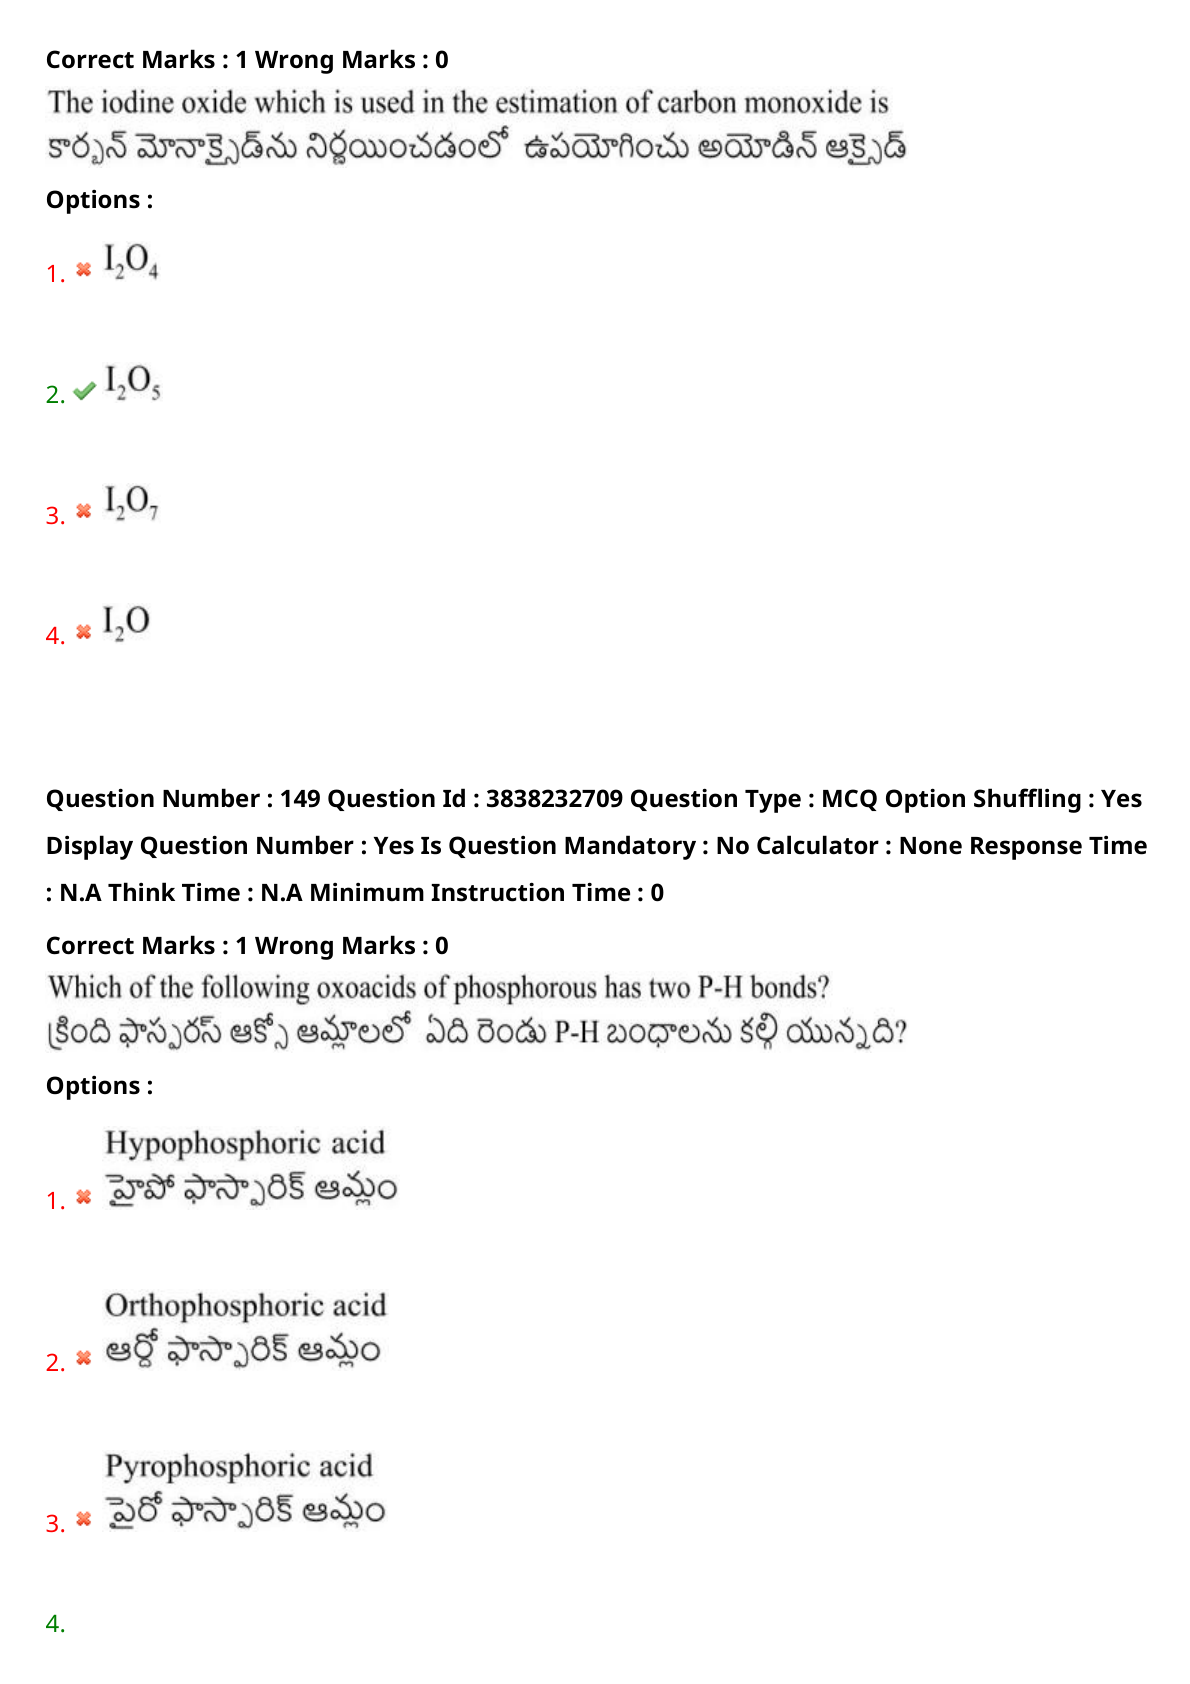 Correct Marks : 1 Wrong Marks : 0
The iodine oxide which is used in the estimation of carbon monoxide is
కార్బన్ మోనాక్సైడ్‌ను నిర్ణయించడంలో ఉపయోగించు అయోడిన్ ఆక్సైడ్
Options :
1. I₂O₄
2. I₂O₅
3. I₂O₇
4. I₂O
Question Number : 149 Question Id : 3838232709 Question Type : MCQ Option Shuffling : Yes
Display Question Number : Yes Is Question Mandatory : No Calculator : None Response Time
: N.A Think Time : N.A Minimum Instruction Time : 0
Correct Marks : 1 Wrong Marks : 0
Which of the following oxoacids of phosphorous has two P-H bonds?
క్రింది ఫాస్ఫరస్ ఆక్సో ఆమ్లాలలో ఏది రెండు P-H బంధాలను కల్గి యున్నది?
Options :
Hypophosphoric acid
1. హైపో ఫాస్ఫారిక్ ఆమ్లం
Orthophosphoric acid
2. ఆర్థో ఫాస్ఫారిక్ ఆమ్లం
Pyrophosphoric acid
3. పైరో ఫాస్ఫారిక్ ఆమ్లం
4.